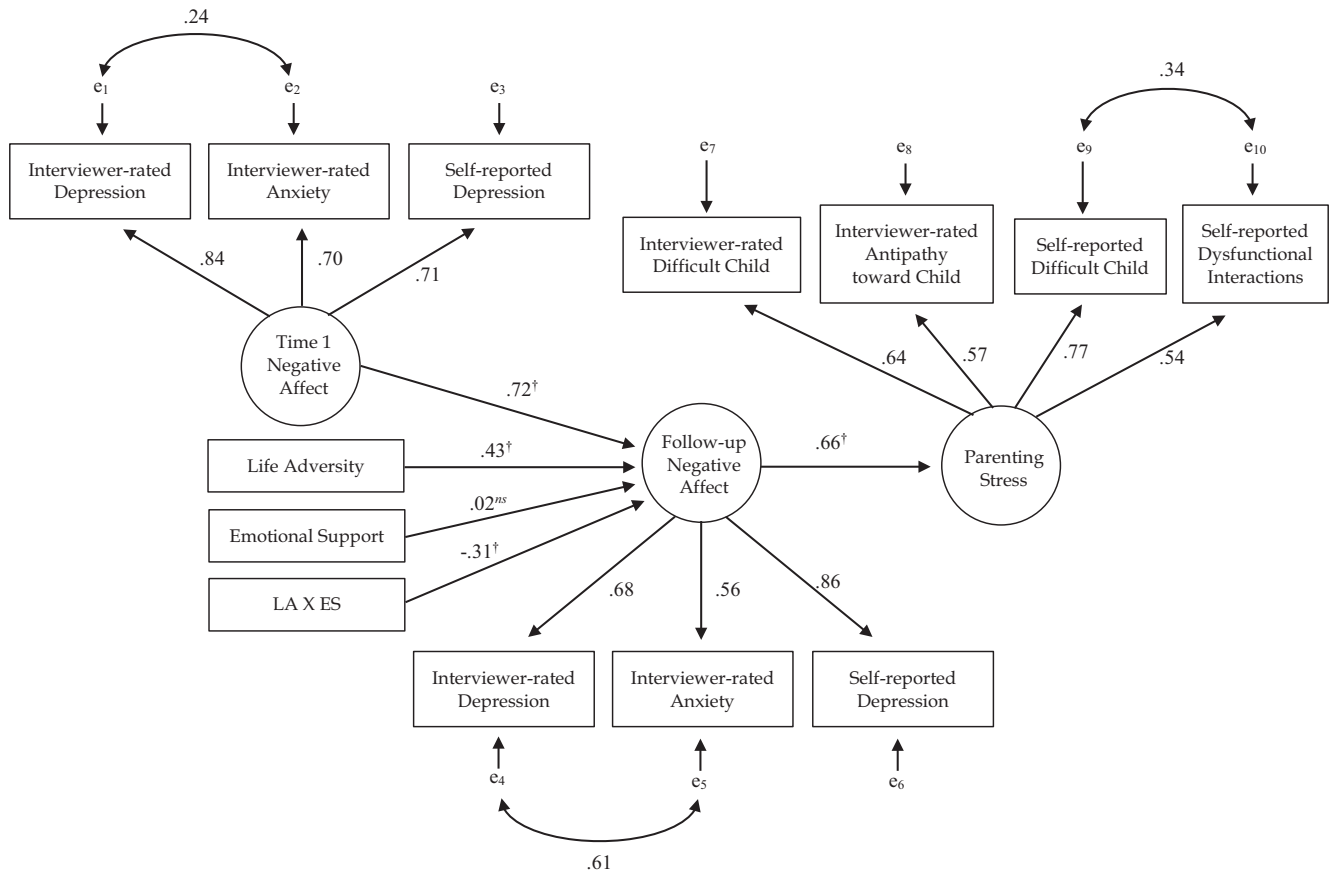 .24
e1
e2
e3
Interviewer-rated
Depression
Interviewer-rated
Anxiety
Self-reported
Depression
.84
.70
.71
Time 1
Negative
Affect
.34
e7
e8
e9
e10
Interviewer-rated
Difficult Child
Interviewer-rated
Antipathy
toward Child
Self-reported
Difficult Child
Self-reported
Dysfunctional
Interactions
.64
.57
.77
.54
.72†
Life Adversity
.43†
Emotional Support
.02ns
LA X ES
-.31†
Follow-up
Negative
Affect
.66†
Parenting
Stress
.68
.56
.86
Interviewer-rated
Depression
Interviewer-rated
Anxiety
Self-reported
Depression
e4
e5
e6
.61